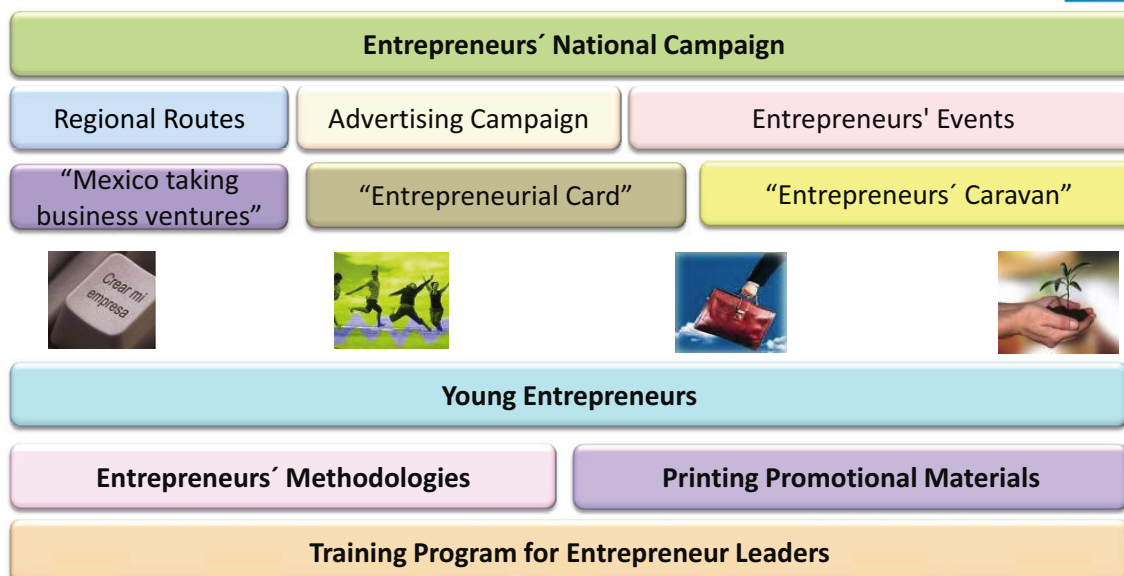 Entrepreneurs´ National Campaign
Regional Routes
Advertising Campaign
Entrepreneurs' Events
“Mexico taking
business ventures”
“Entrepreneurial Card”
“Entrepreneurs´ Caravan”
Crear mi
empresa
Young Entrepreneurs
Entrepreneurs´ Methodologies
Printing Promotional Materials
Training Program for Entrepreneur Leaders